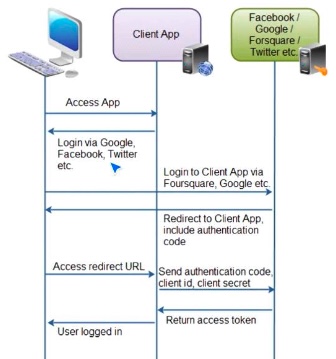 Client App
Facebook /
Google /
Forsquare /
Twitter etc.
Access App
Login via Google,
Facebook, Twitter
etc.
Login to Client App via
Foursquare, Google etc.
Redirect to Client App,
include authentication
code
Access redirect URL
Send authentication code,
client id, client secret
Return access token
User logged in